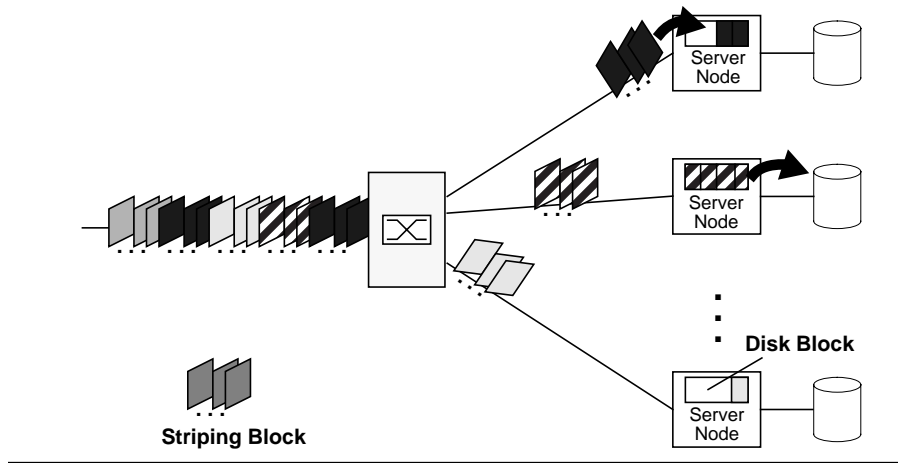 Server
Node
Server
Node
Disk Block
Server
Node
Striping Block